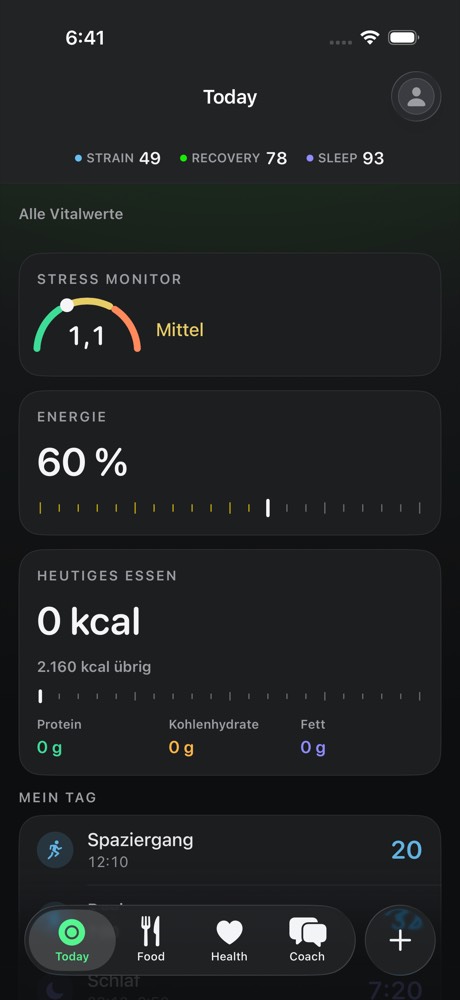 6:41
Today
STRAIN 49 RECOVERY 78 SLEEP 93
Alle Vitalwerte
STRESS MONITOR
1,1
Mittel
ENERGIE
60 %
HEUTIGES ESSEN
0 kcal
2.160 kcal übrig
Protein Kohlenhydrate Fett
0 g 0 g 0 g
MEIN TAG
Spaziergang
12:10
20
Today Food Health Coach
Schlaf
7:20